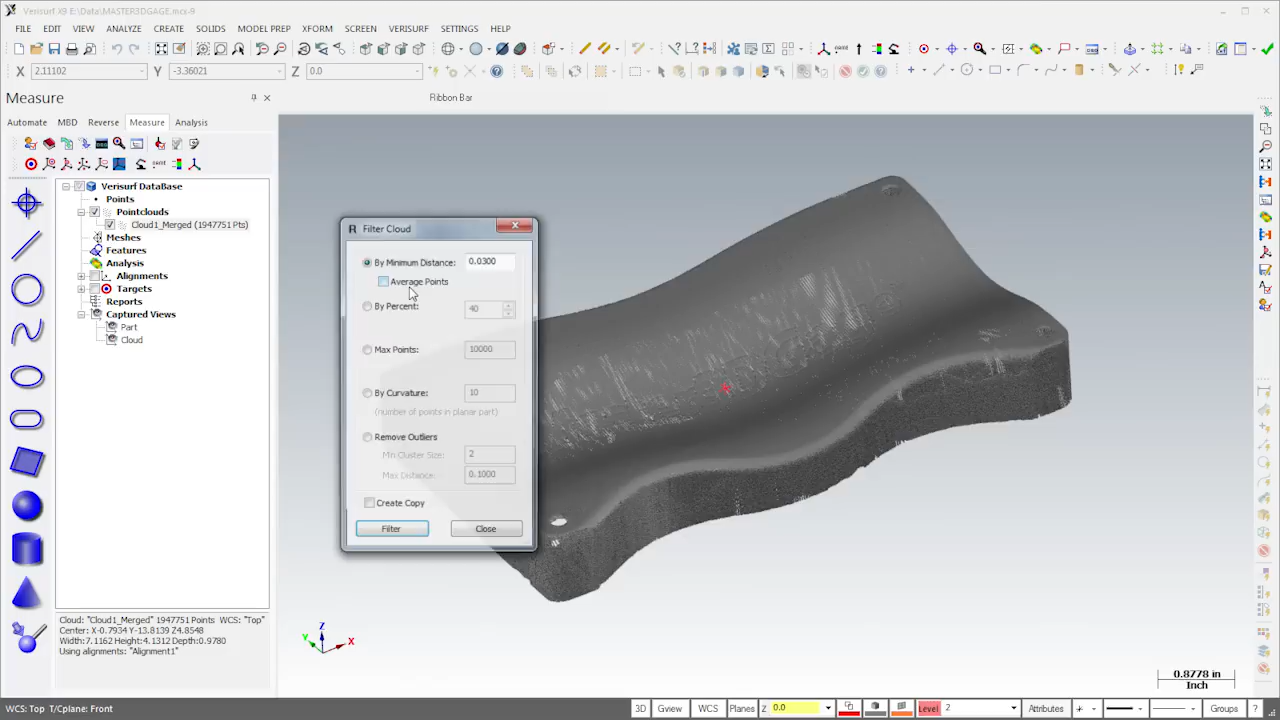 Verisurf X9 - [E:\Data\MASTER3DGAGE.mcx-9]
FILE EDIT VIEW ANALYZE CREATE SOLIDS MODEL PREP XFORM SCREEN VERISURF SETTINGS HELP
X 2.11102 Y -3.36021 Z 0.0
Measure
Ribbon Bar
Automate MBD Reverse Measure Analysis
Verisurf DataBase
Points
Pointclouds
Cloud1_Merged (1947751 Pts)
Meshes
Features
Analysis
Alignments
Targets
Reports
Captured Views
Part
Cloud
Filter Cloud
By Minimum Distance: 0.0300
Average Points
By Percent: 40
Max Points: 10000
By Curvature: 10
(number of points in planar part)
Remove Outliers
Min Cluster Size: 2
Max Distance: 0.1000
Create Copy
Filter Close
Cloud: "Cloud1_Merged" 1947751 Points WCS: "Top"
Center: X-0.7934 Y-13.8139 Z4.8548
Width:7.1162 Height:4.1312 Depth:0.9780
Using alignments: "Alignment1"
Z
Y
X
0.8778 in
Inch
WCS: Top T/Cplane: Front
3D Gview WCS Planes Z 0.0 Level 2 Attributes Groups ?